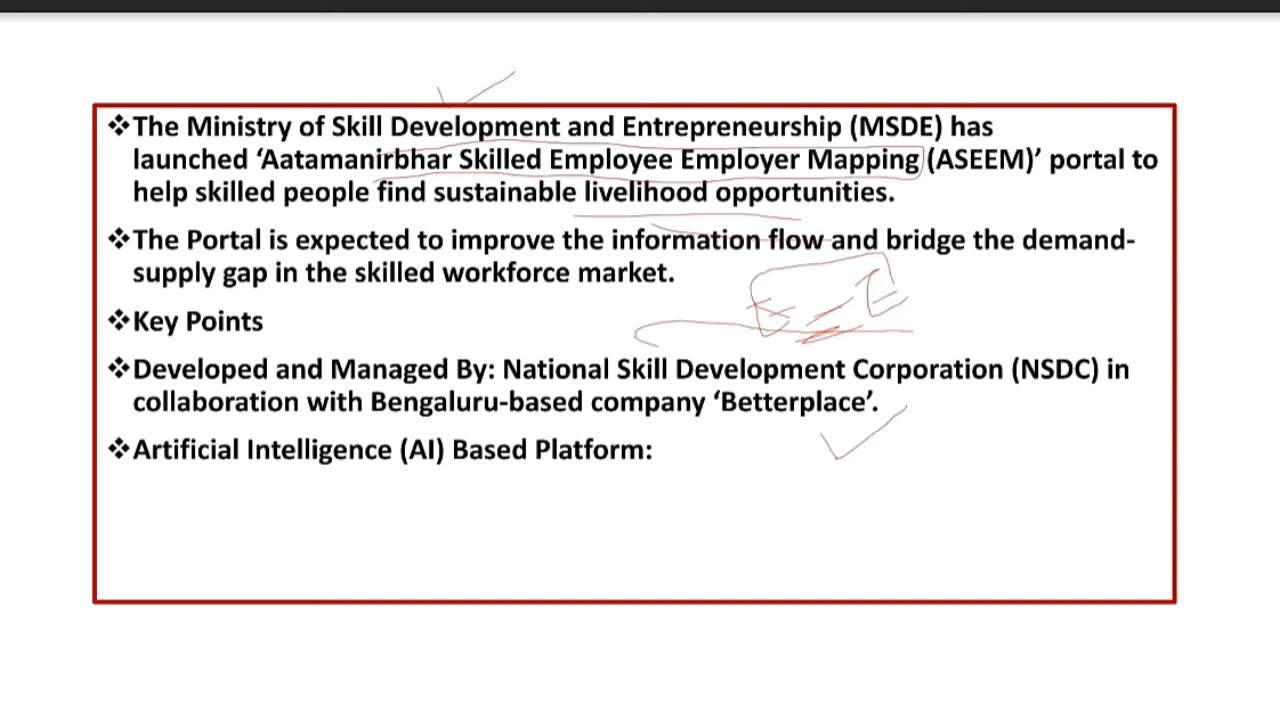 ❖The Ministry of Skill Development and Entrepreneurship (MSDE) has
launched ‘Aatamanirbhar Skilled Employee Employer Mapping (ASEEM)’ portal to
help skilled people find sustainable livelihood opportunities.
❖The Portal is expected to improve the information flow and bridge the demand-
supply gap in the skilled workforce market.
❖Key Points
❖Developed and Managed By: National Skill Development Corporation (NSDC) in
collaboration with Bengaluru-based company ‘Betterplace’.
❖Artificial Intelligence (AI) Based Platform: